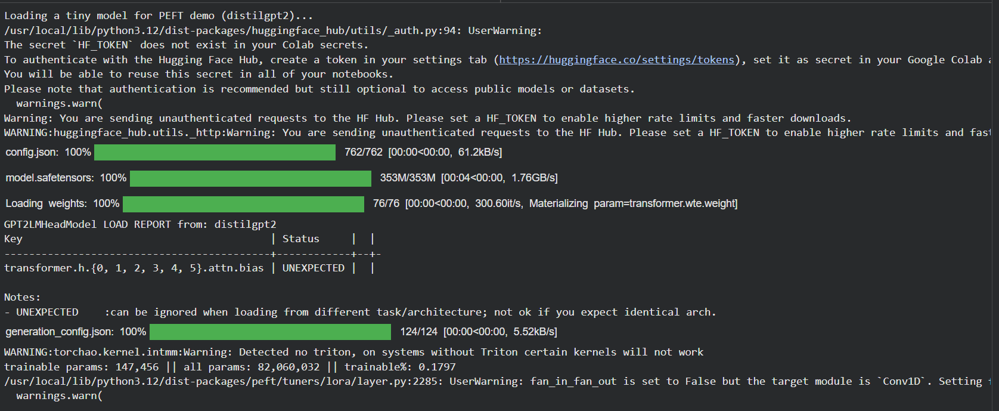 Loading a tiny model for PEFT demo (distilgpt2)...
/usr/local/lib/python3.12/dist-packages/huggingface_hub/utils/_auth.py:94: UserWarning:
The secret `HF_TOKEN` does not exist in your Colab secrets.
To authenticate with the Hugging Face Hub, create a token in your settings tab (https://huggingface.co/settings/tokens), set it as secret in your Google Colab
You will be able to reuse this secret in all of your notebooks.
Please note that authentication is recommended but still optional to access public models or datasets.
  warnings.warn(
Warning: You are sending unauthenticated requests to the HF Hub. Please set a HF_TOKEN to enable higher rate limits and faster downloads.
WARNING:huggingface_hub.utils._http:Warning: You are sending unauthenticated requests to the HF Hub. Please set a HF_TOKEN to enable higher rate limits and fast
config.json: 100% 762/762 [00:00<00:00, 61.2kB/s]
model.safetensors: 100% 353M/353M [00:04<00:00, 1.76GB/s]
Loading weights: 100% 76/76 [00:00<00:00, 300.60it/s, Materializing param=transformer.wte.weight]
GPT2LMHeadModel LOAD REPORT from: distilgpt2
Key                                         | Status     |  |
--------------------------------------------+------------+--+-
transformer.h.{0, 1, 2, 3, 4, 5}.attn.bias | UNEXPECTED |  |
Notes:
- UNEXPECTED    :can be ignored when loading from different task/architecture; not ok if you expect identical arch.
generation_config.json: 100% 124/124 [00:00<00:00, 5.52kB/s]
WARNING:torchao.kernel.intmm:Warning: Detected no triton, on systems without Triton certain kernels will not work
trainable params: 147,456 || all params: 82,060,032 || trainable%: 0.1797
/usr/local/lib/python3.12/dist-packages/peft/tuners/lora/layer.py:2285: UserWarning: fan_in_fan_out is set to False but the target module is `Conv1D`. Setting
  warnings.warn(